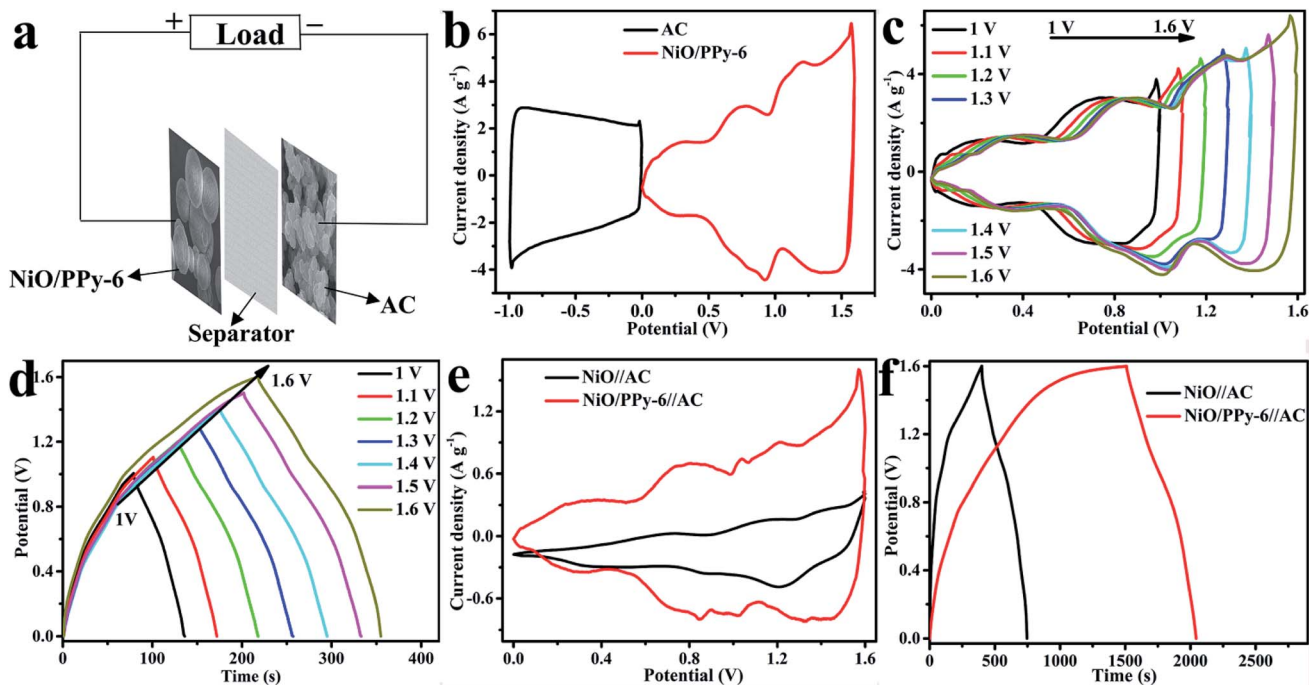 a
+ Load −
NiO/PPy-6
Separator
AC
b
AC
NiO/PPy-6
Current density (A g⁻¹)
6
4
2
0
-2
-4
-1.0 -0.5 0.0 0.5 1.0 1.5
Potential (V)
c
1 V
1.1 V
1.2 V
1.3 V
1 V 1.6 V
1.4 V
1.5 V
1.6 V
Current density (A g⁻¹)
4
0
-4
0.0 0.4 0.8 1.2 1.6
Potential (V)
d
1.6 V
1V
1 V
1.1 V
1.2 V
1.3 V
1.4 V
1.5 V
1.6 V
Potential (V)
1.6
1.2
0.8
0.4
0.0
0 100 200 300 400
Time (s)
e
NiO//AC
NiO/PPy-6//AC
Current density (A g⁻¹)
1.2
0.6
0.0
-0.6
0.0 0.4 0.8 1.2 1.6
Potential (V)
f
NiO//AC
NiO/PPy-6//AC
Potential (V)
1.6
1.2
0.8
0.4
0.0
0 500 1000 1500 2000 2500
Time (s)